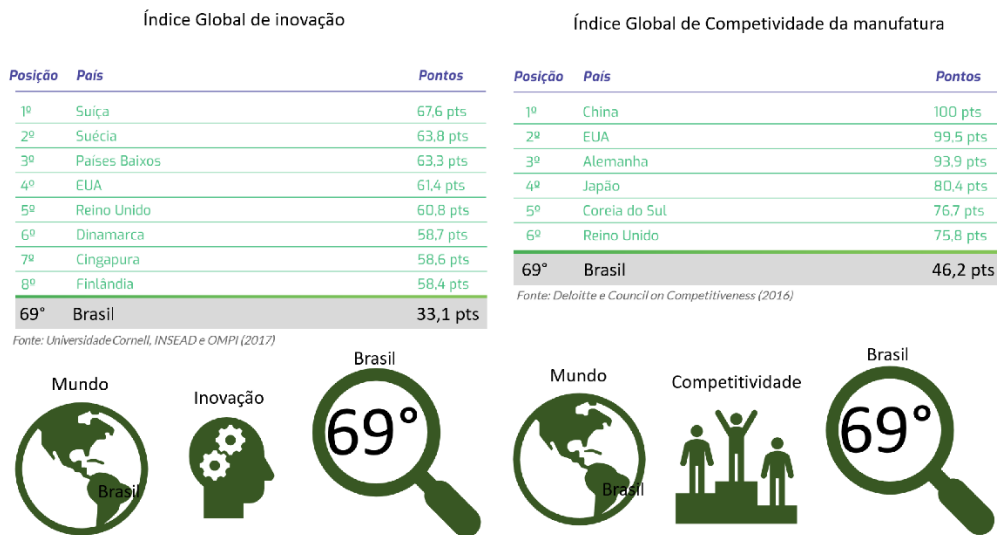 Índice Global de inovação
Posição País Pontos
1º Suíça 67,6 pts
2º Suécia 63,8 pts
3º Países Baixos 63,3 pts
4º EUA 61,4 pts
5º Reino Unido 60,8 pts
6º Dinamarca 58,7 pts
7º Cingapura 58,6 pts
8º Finlândia 58,4 pts
69° Brasil 33,1 pts
Fonte: Universidade Cornell, INSEAD e OMPI (2017)
Mundo
Brasil
Inovação
Brasil
69°
Índice Global de Competividade da manufatura
Posição País Pontos
1º China 100 pts
2º EUA 99,5 pts
3º Alemanha 93,9 pts
4º Japão 80,4 pts
5º Coreia do Sul 76,7 pts
6º Reino Unido 75,8 pts
69° Brasil 46,2 pts
Fonte: Deloitte e Council on Competitiveness (2016)
Mundo
Brasil
Competitividade
Brasil
69°